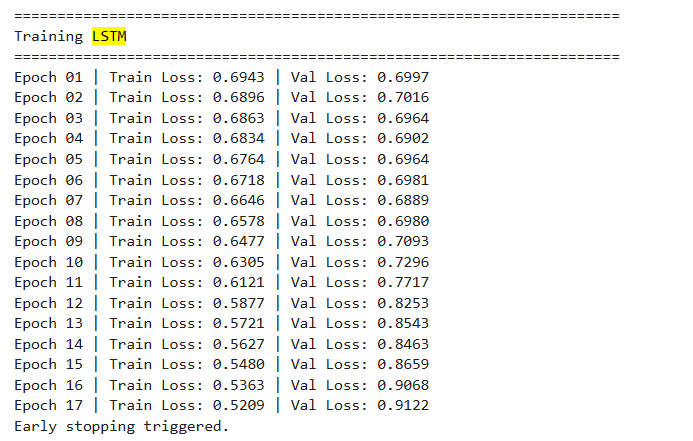 ======================================================================
Training LSTM
======================================================================
Epoch 01 | Train Loss: 0.6943 | Val Loss: 0.6997
Epoch 02 | Train Loss: 0.6896 | Val Loss: 0.7016
Epoch 03 | Train Loss: 0.6863 | Val Loss: 0.6964
Epoch 04 | Train Loss: 0.6834 | Val Loss: 0.6902
Epoch 05 | Train Loss: 0.6764 | Val Loss: 0.6964
Epoch 06 | Train Loss: 0.6718 | Val Loss: 0.6981
Epoch 07 | Train Loss: 0.6646 | Val Loss: 0.6889
Epoch 08 | Train Loss: 0.6578 | Val Loss: 0.6980
Epoch 09 | Train Loss: 0.6477 | Val Loss: 0.7093
Epoch 10 | Train Loss: 0.6305 | Val Loss: 0.7296
Epoch 11 | Train Loss: 0.6121 | Val Loss: 0.7717
Epoch 12 | Train Loss: 0.5877 | Val Loss: 0.8253
Epoch 13 | Train Loss: 0.5721 | Val Loss: 0.8543
Epoch 14 | Train Loss: 0.5627 | Val Loss: 0.8463
Epoch 15 | Train Loss: 0.5480 | Val Loss: 0.8659
Epoch 16 | Train Loss: 0.5363 | Val Loss: 0.9068
Epoch 17 | Train Loss: 0.5209 | Val Loss: 0.9122
Early stopping triggered.